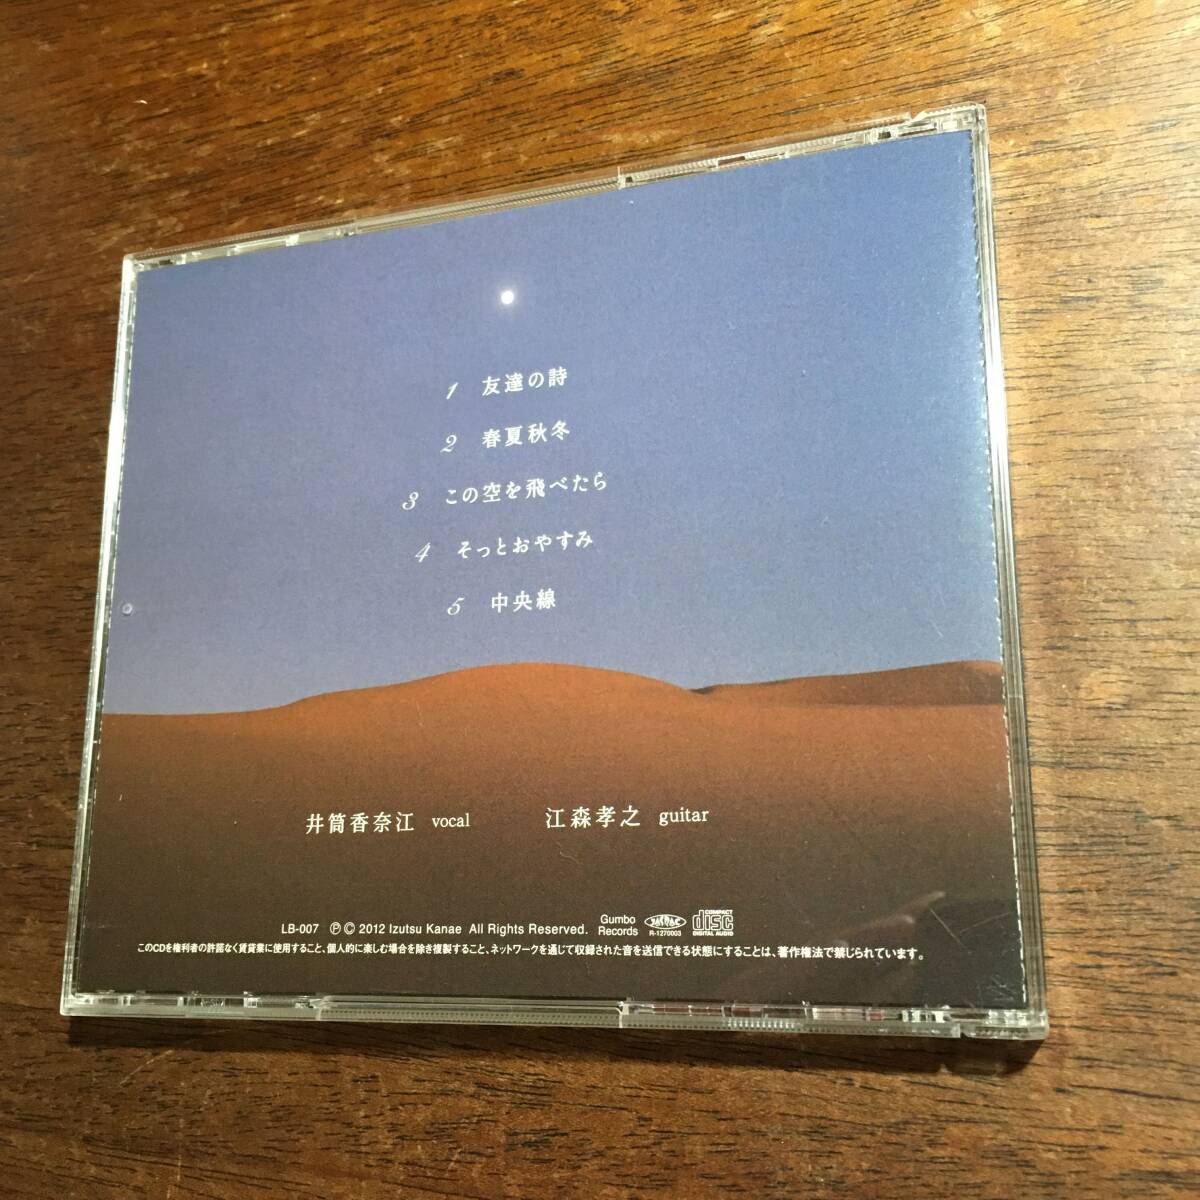 1 友達の詩
2 春夏秋冬
3 この空を飛べたら
4 そっとおやすみ
5 中央線
井筒香奈江 vocal 江森孝之 guitar
LB-007 ℗© 2012 Izutsu Kanae All Rights Reserved. Gumbo Records JASRAC R-1270003 COMPACT disc DIGITAL AUDIO
このCDを権利者の許諾なく賃貸業に使用すること、個人的に楽しむ場合を除き複製すること、ネットワークを通じて収録された音を送信できる状態にすることは、著作権法で禁じられています。